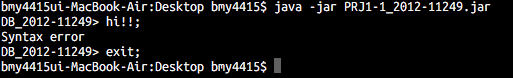 bmy4415ui-MacBook-Air:Desktop bmy4415$ java -jar PRJ1-1_2012-11249.jar
DB_2012-11249> hi!!;
Syntax error
DB_2012-11249> exit;
bmy4415ui-MacBook-Air:Desktop bmy4415$